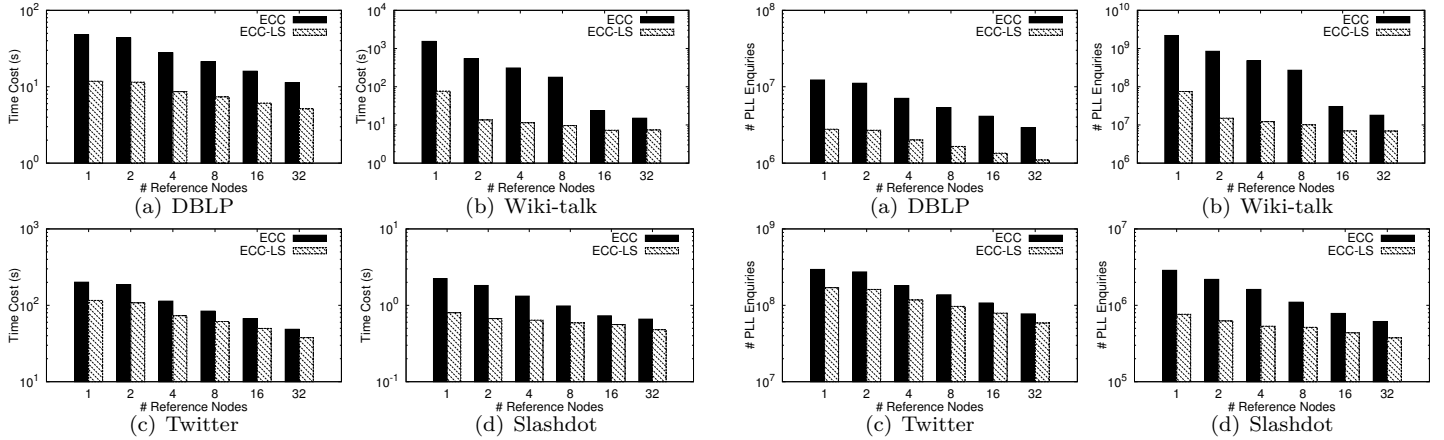 10^2
10^1
10^0
Time Cost (s)
ECC
ECC-LS
1 2 4 8 16 32
# Reference Nodes
(a) DBLP
10^4
10^3
10^2
10^1
10^0
Time Cost (s)
ECC
ECC-LS
1 2 4 8 16 32
# Reference Nodes
(b) Wiki-talk
10^8
10^7
10^6
# PLL Enquiries
ECC
ECC-LS
1 2 4 8 16 32
# Reference Nodes
(a) DBLP
10^10
10^9
10^8
10^7
10^6
# PLL Enquiries
ECC
ECC-LS
1 2 4 8 16 32
# Reference Nodes
(b) Wiki-talk
10^3
10^2
10^1
Time Cost (s)
ECC
ECC-LS
1 2 4 8 16 32
# Reference Nodes
(c) Twitter
10^1
10^0
10^-1
Time Cost (s)
ECC
ECC-LS
1 2 4 8 16 32
# Reference Nodes
(d) Slashdot
10^9
10^8
10^7
# PLL Enquiries
ECC
ECC-LS
1 2 4 8 16 32
# Reference Nodes
(c) Twitter
10^7
10^6
10^5
# PLL Enquiries
ECC
ECC-LS
1 2 4 8 16 32
# Reference Nodes
(d) Slashdot